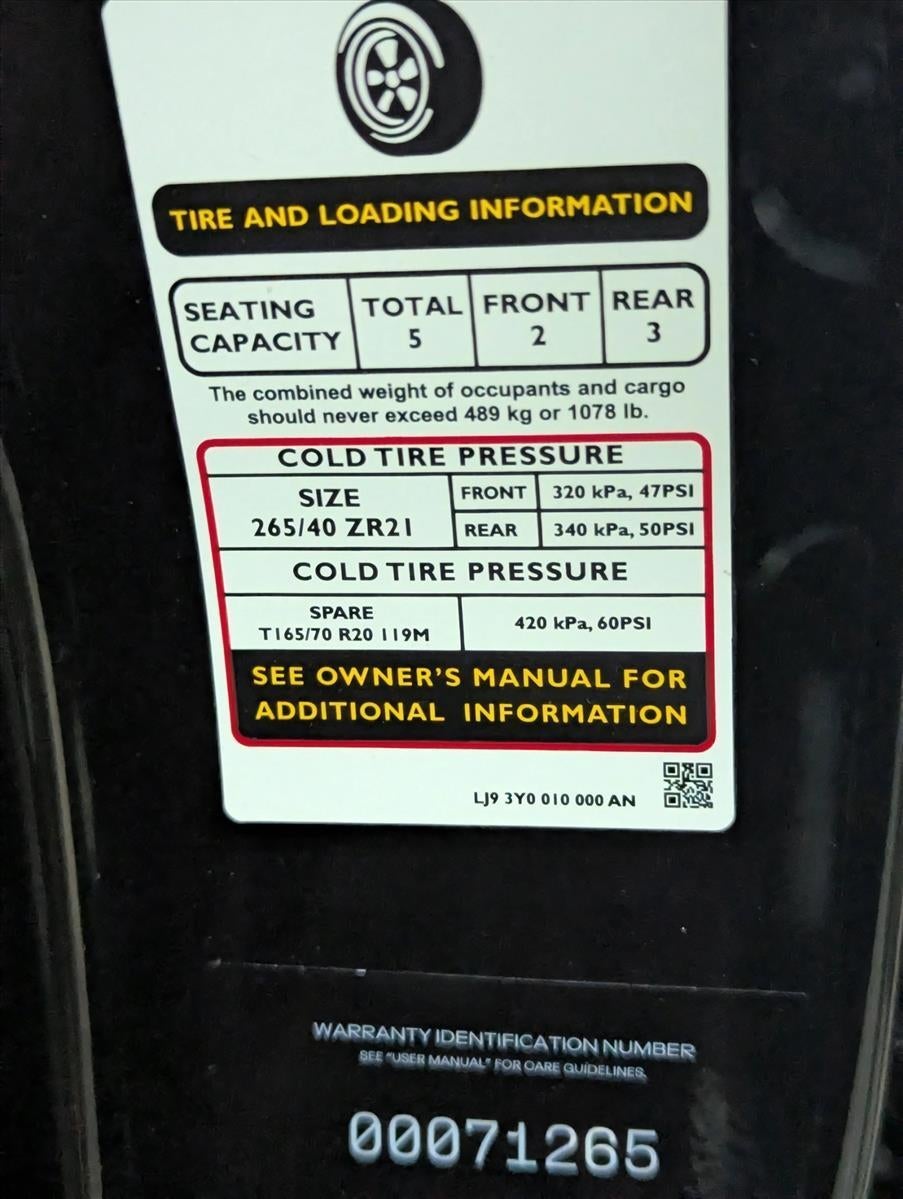 TIRE AND LOADING INFORMATION
SEATING CAPACITY
TOTAL 5
FRONT 2
REAR 3
The combined weight of occupants and cargo
should never exceed 489 kg or 1078 lb.
COLD TIRE PRESSURE
SIZE
265/40 ZR21
FRONT 320 kPa, 47PSI
REAR 340 kPa, 50PSI
COLD TIRE PRESSURE
SPARE
T165/70 R20 119M
420 kPa, 60PSI
SEE OWNER'S MANUAL FOR
ADDITIONAL INFORMATION
LJ9 3Y0 010 000 AN
WARRANTY IDENTIFICATION NUMBER
SEE "USER MANUAL" FOR CARE GUIDELINES.
00071265